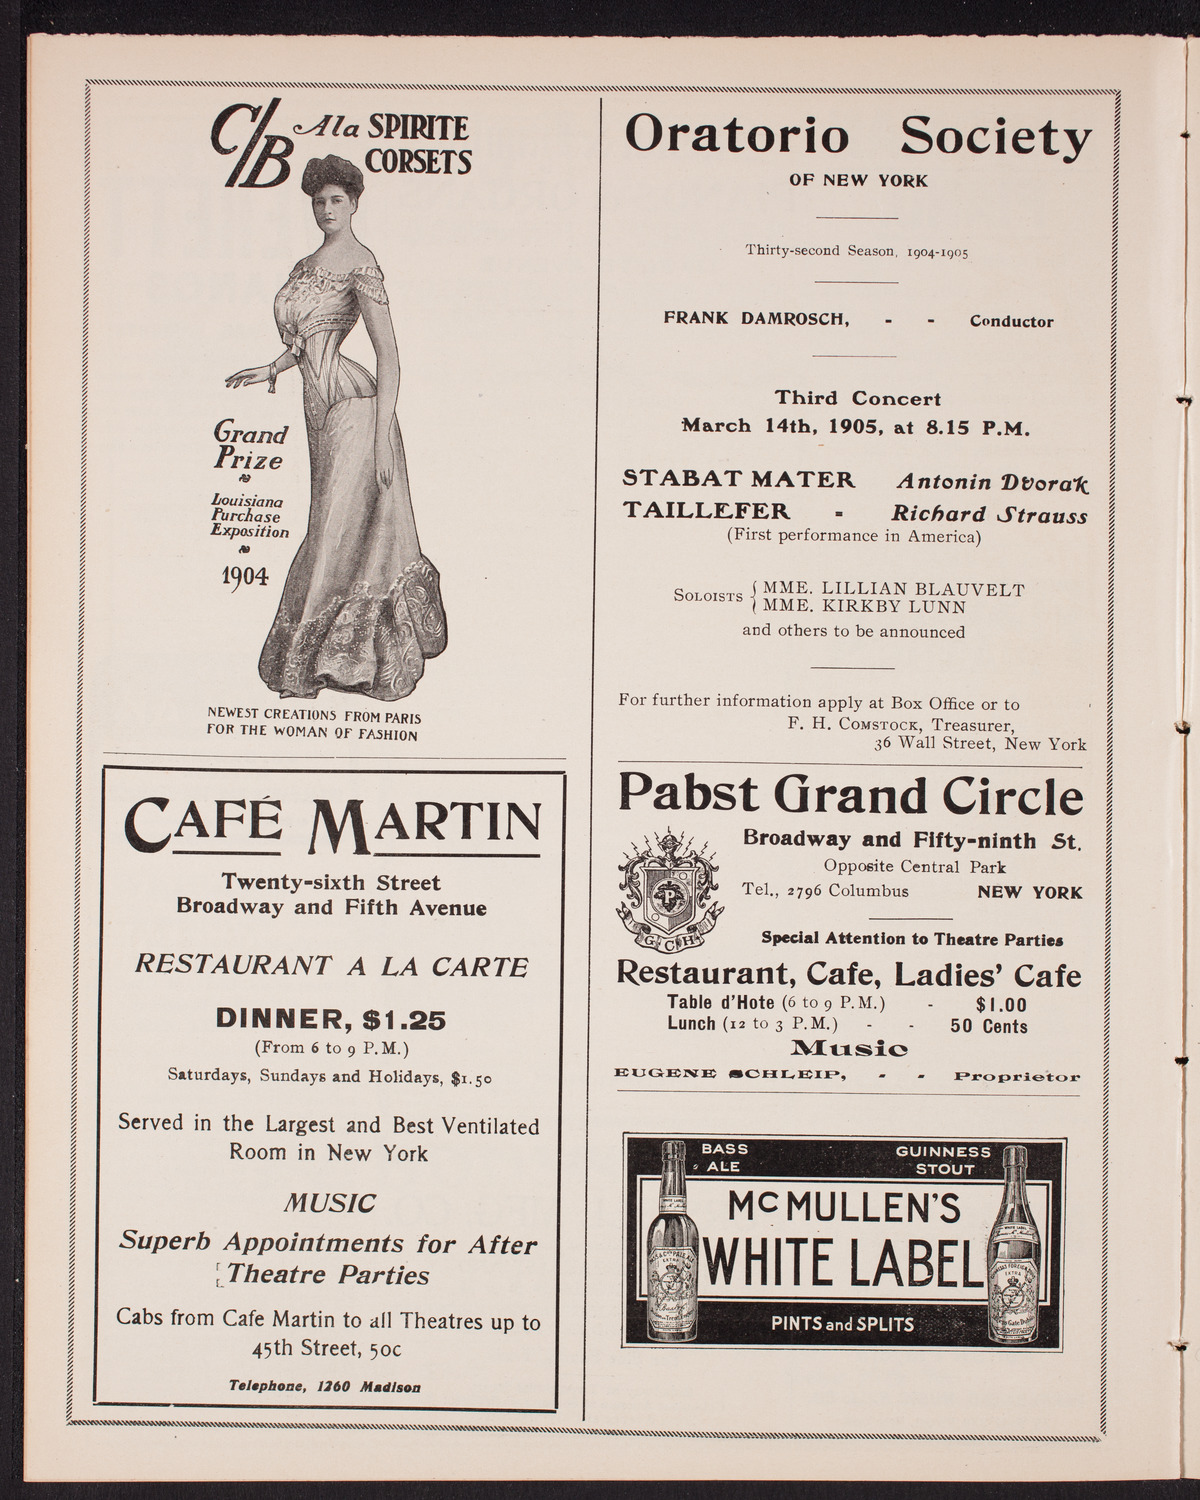 C/B Ala SPIRITE
CORSETS
Grand
Prize
Louisiana
Purchase
Exposition
1904
NEWEST CREATIONS FROM PARIS
FOR THE WOMAN OF FASHION
CAFÉ MARTIN
Twenty-sixth Street
Broadway and Fifth Avenue
RESTAURANT A LA CARTE
DINNER, $1.25
(From 6 to 9 P.M.)
Saturdays, Sundays and Holidays, $1.50
Served in the Largest and Best Ventilated
Room in New York
MUSIC
Superb Appointments for After
Theatre Parties
Cabs from Cafe Martin to all Theatres up to
45th Street, 50c
Telephone, 1260 Madison
Oratorio Society
OF NEW YORK
Thirty-second Season, 1904-1905
FRANK DAMROSCH, - - Conductor
Third Concert
March 14th, 1905, at 8.15 P.M.
STABAT MATER Antonin Dvorak
TAILLEFER - Richard Strauss
(First performance in America)
SOLOISTS { MME. LILLIAN BLAUVELT
MME. KIRKBY LUNN
and others to be announced
For further information apply at Box Office or to
F. H. COMSTOCK, Treasurer,
36 Wall Street, New York
Pabst Grand Circle
Broadway and Fifty-ninth St.
Opposite Central Park
Tel., 2796 Columbus NEW YORK
P
G C H
Special Attention to Theatre Parties
Restaurant, Cafe, Ladies' Cafe
Table d'Hote (6 to 9 P.M.) - $1.00
Lunch (12 to 3 P.M.) - - 50 Cents
Music
EUGENE SCHLEIP, - - Proprietor
BASS
ALE
GUINNESS
STOUT
MCMULLEN'S
WHITE LABEL
PINTS and SPLITS